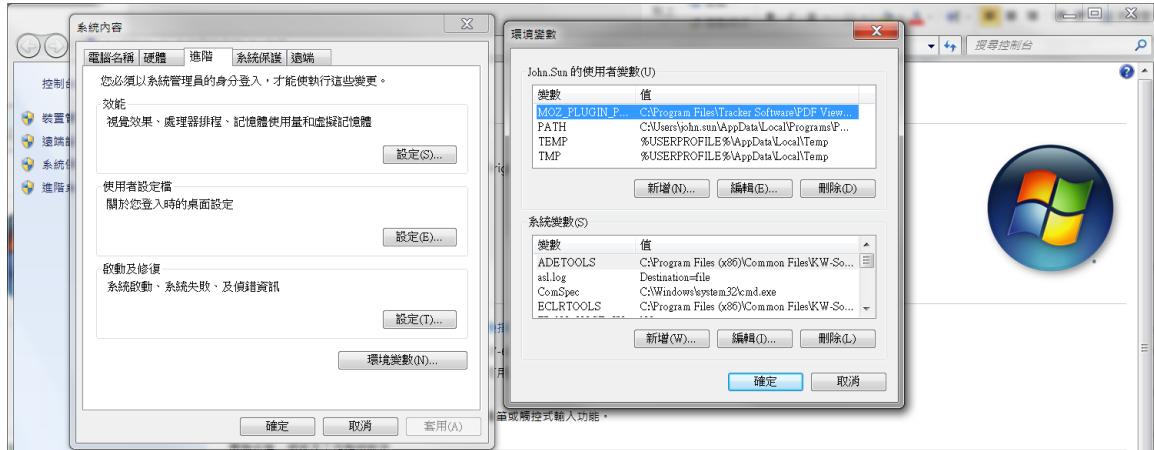 系統內容
電腦名稱 硬體 進階 系統保護 遠端
您必須以系統管理員的身分登入，才能使執行這些變更。
效能
視覺效果、處理器排程、記憶體使用量和虛擬記憶體
設定(S)...
使用者設定檔
關於您登入時的桌面設定
設定(E)...
啟動及修復
系統啟動、系統失敗、及偵錯資訊
設定(T)...
環境變數(N)...
確定 取消 套用(A)
環境變數
John.Sun 的使用者變數(U)
變數 值
MOZ_PLUGIN_P... C:\Program Files\Tracker Software\PDF View...
PATH C:\Users\john.sun\AppData\Local\Programs\P...
TEMP %USERPROFILE%\AppData\Local\Temp
TMP %USERPROFILE%\AppData\Local\Temp
新增(N)... 編輯(E)... 刪除(D)
系統變數(S)
變數 值
ADETOOLS C:\Program Files (x86)\Common Files\KW-So...
asl.log Destination=file
ComSpec C:\Windows\system32\cmd.exe
ECLRTOOLS C:\Program Files (x86)\Common Files\KW-So...
新增(W)... 編輯(I)... 刪除(L)
確定 取消
搜尋控制台
控制台
裝置管
遠端設
系統保
進階系
筆或觸控式輸入功能。